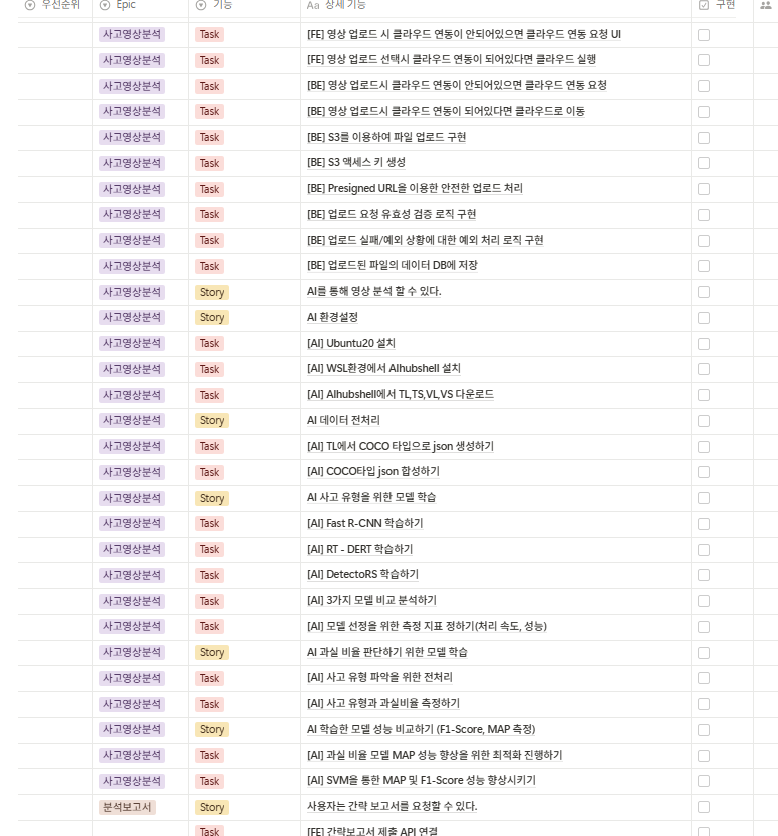 우선순위 Epic 기능 Aa 상세 기능 구현
사고영상분석 Task [FE] 영상 업로드 시 클라우드 연동이 안되어있으면 클라우드 연동 요청 UI
사고영상분석 Task [FE] 영상 업로드 선택시 클라우드 연동이 되어있다면 클라우드 실행
사고영상분석 Task [BE] 영상 업로드시 클라우드 연동이 안되어있으면 클라우드 연동 요청
사고영상분석 Task [BE] 영상 업로드시 클라우드 연동이 되어있다면 클라우드로 이동
사고영상분석 Task [BE] S3를 이용하여 파일 업로드 구현
사고영상분석 Task [BE] S3 액세스 키 생성
사고영상분석 Task [BE] Presigned URL을 이용한 안전한 업로드 처리
사고영상분석 Task [BE] 업로드 요청 유효성 검증 로직 구현
사고영상분석 Task [BE] 업로드 실패/예외 상황에 대한 예외 처리 로직 구현
사고영상분석 Task [BE] 업로드된 파일의 데이터 DB에 저장
사고영상분석 Story AI를 통해 영상 분석 할 수 있다.
사고영상분석 Story AI 환경설정
사고영상분석 Task [AI] Ubuntu20 설치
사고영상분석 Task [AI] WSL환경에서 AIhubshell 설치
사고영상분석 Task [AI] AIhubshell에서 TL,TS,VL,VS 다운로드
사고영상분석 Story AI 데이터 전처리
사고영상분석 Task [AI] TL에서 COCO 타입으로 json 생성하기
사고영상분석 Task [AI] COCO타입 json 합성하기
사고영상분석 Story AI 사고 유형을 위한 모델 학습
사고영상분석 Task [AI] Fast R-CNN 학습하기
사고영상분석 Task [AI] RT - DERT 학습하기
사고영상분석 Task [AI] DetectoRS 학습하기
사고영상분석 Task [AI] 3가지 모델 비교 분석하기
사고영상분석 Task [AI] 모델 선정을 위한 측정 지표 정하기(처리 속도, 성능)
사고영상분석 Story AI 과실 비율 판단하기 위한 모델 학습
사고영상분석 Task [AI] 사고 유형 파악을 위한 전처리
사고영상분석 Task [AI] 사고 유형과 과실비율 측정하기
사고영상분석 Story AI 학습한 모델 성능 비교하기 (F1-Score, MAP 측정)
사고영상분석 Task [AI] 과실 비율 모델 MAP 성능 향상을 위한 최적화 진행하기
사고영상분석 Task [AI] SVM을 통한 MAP 및 F1-Score 성능 향상시키기
분석보고서 Story 사용자는 간략 보고서를 요청할 수 있다.
Task [FE] 간략보고서 제출 API 연결